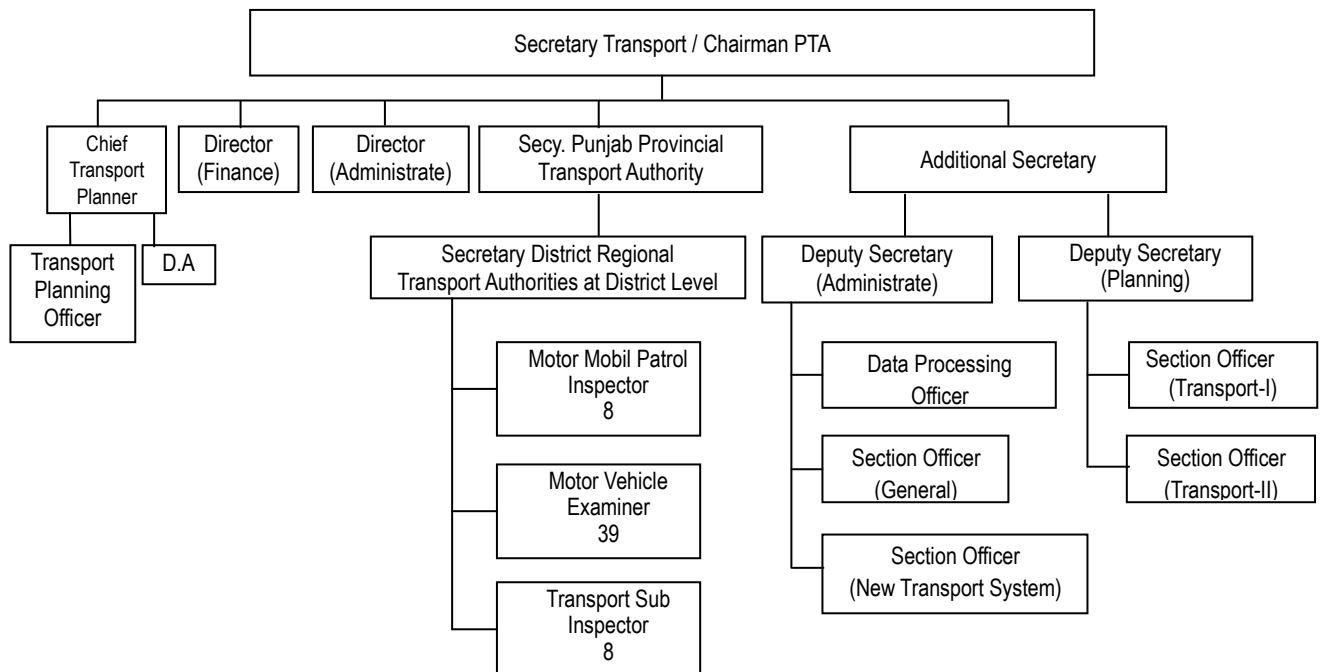 Secretary Transport / Chairman PTA
Chief
Transport
Planner
Director
(Finance)
Director
(Administrate)
Secy. Punjab Provincial
Transport Authority
Additional Secretary
Transport
Planning
Officer
D.A
Secretary District Regional
Transport Authorities at District Level
Deputy Secretary
(Administrate)
Deputy Secretary
(Planning)
Motor Mobil Patrol
Inspector
8
Motor Vehicle
Examiner
39
Transport Sub
Inspector
8
Data Processing
Officer
Section Officer
(General)
Section Officer
(New Transport System)
Section Officer
(Transport-I)
Section Officer
(Transport-II)